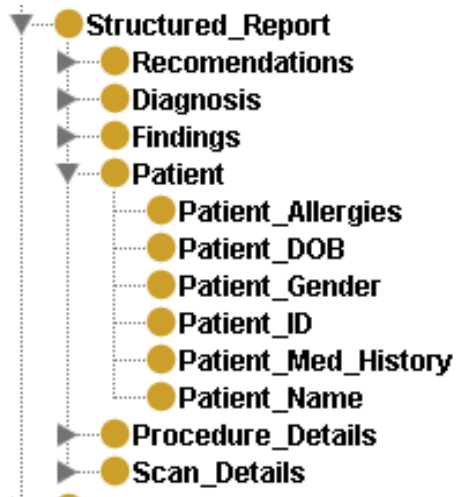 Structured_Report
Recomendations
Diagnosis
Findings
Patient
Patient_Allergies
Patient_DOB
Patient_Gender
Patient_ID
Patient_Med_History
Patient_Name
Procedure_Details
Scan_Details